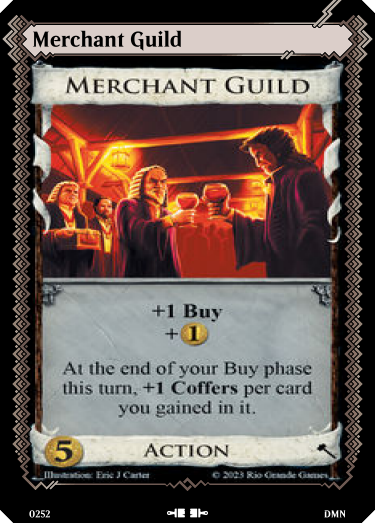 Merchant Guild
MERCHANT GUILD
+1 Buy
+1
At the end of your Buy phase
this turn, +1 Coffers per card
you gained in it.
5
ACTION
Illustration: Eric J Carter © 2023 Rio Grande Games
0252 DMN